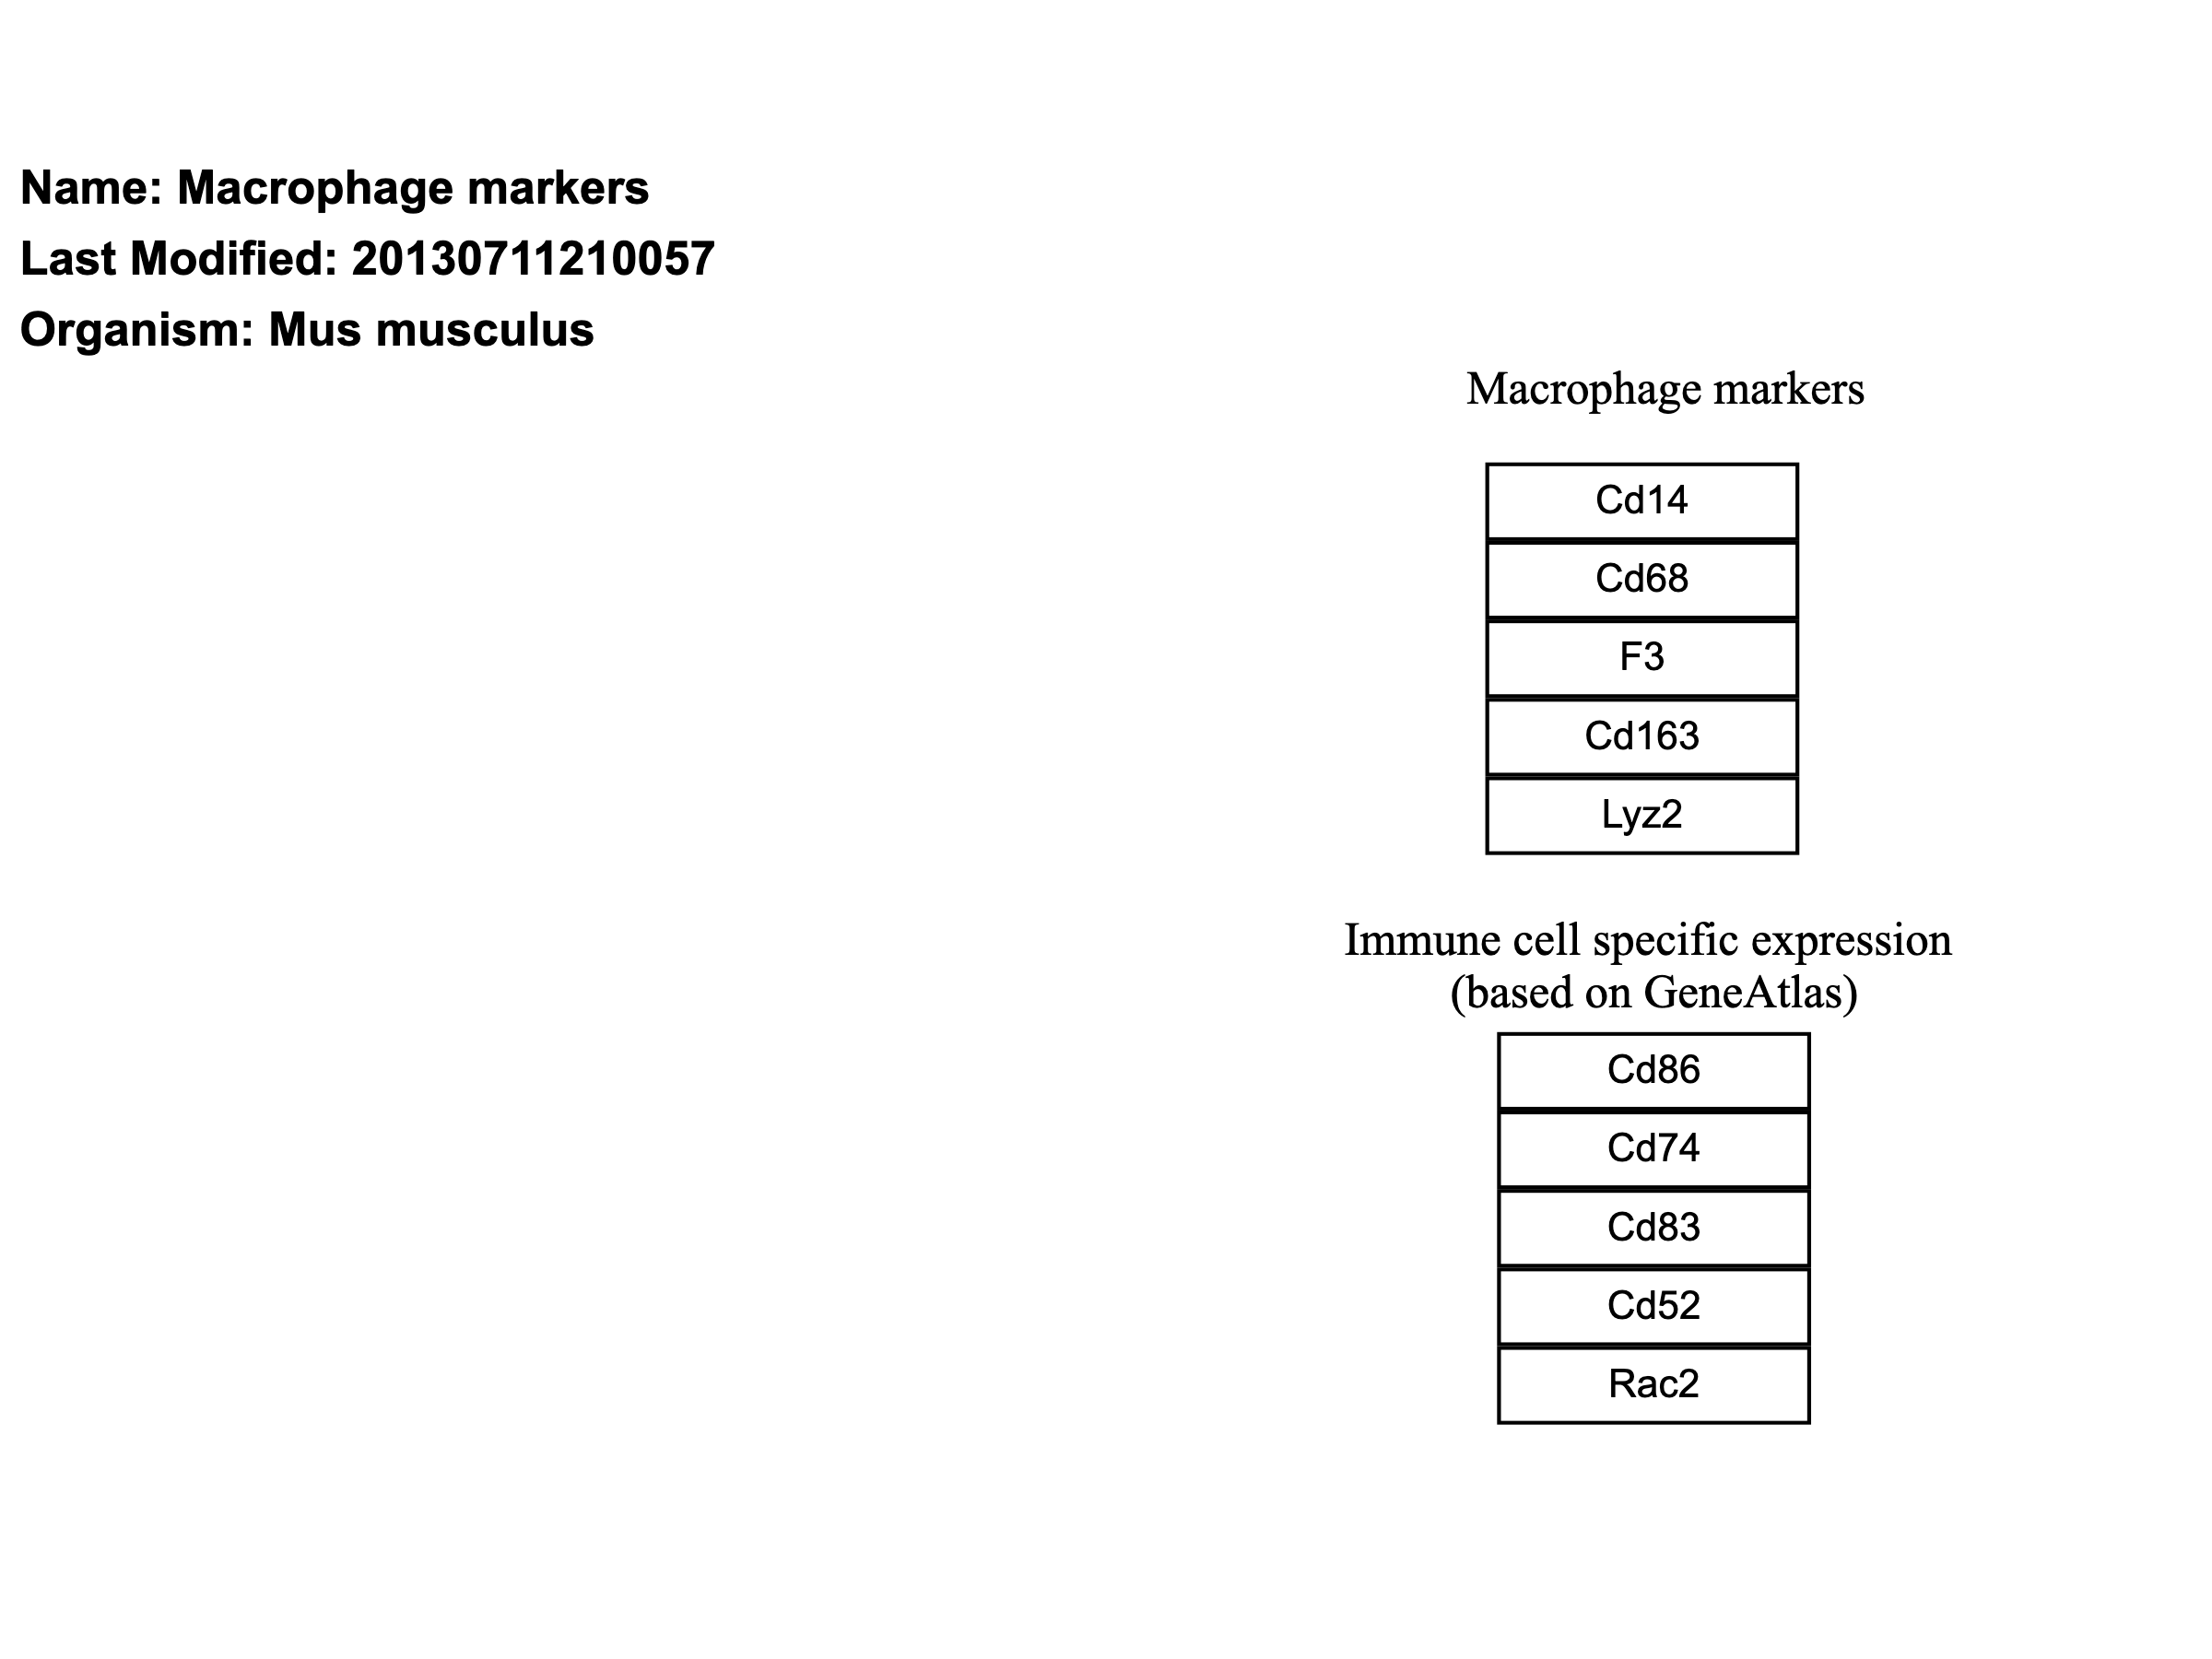 Name: Macrophage markers
Last Modified: 20130711210057
Organism: Mus musculus
Macrophage markers
Cd14
Cd68
F3
Cd163
Lyz2
Immune cell specific expression
(based on GeneAtlas)
Cd86
Cd74
Cd83
Cd52
Rac2